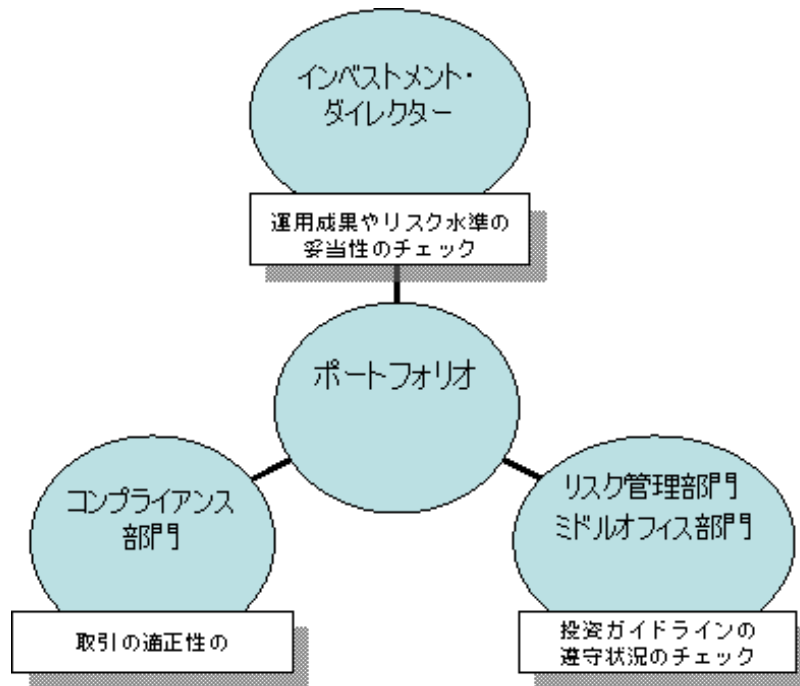 インベストメント・
ダイレクター
運用成果やリスク水準の
妥当性のチェック
ポートフォリオ
コンプライアンス
部門
取引の適正性の
リスク管理部門
ミドルオフィス部門
投資ガイドラインの
遵守状況のチェック